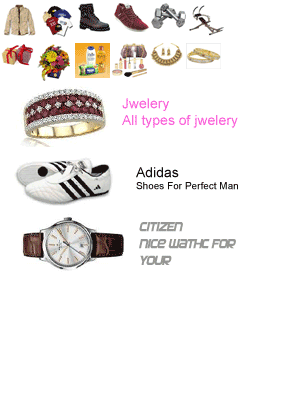 Jwelery
All types of jwelery
Adidas
Shoes For Perfect Man
CITIZEN
NICE WATHC FOR
YOUR